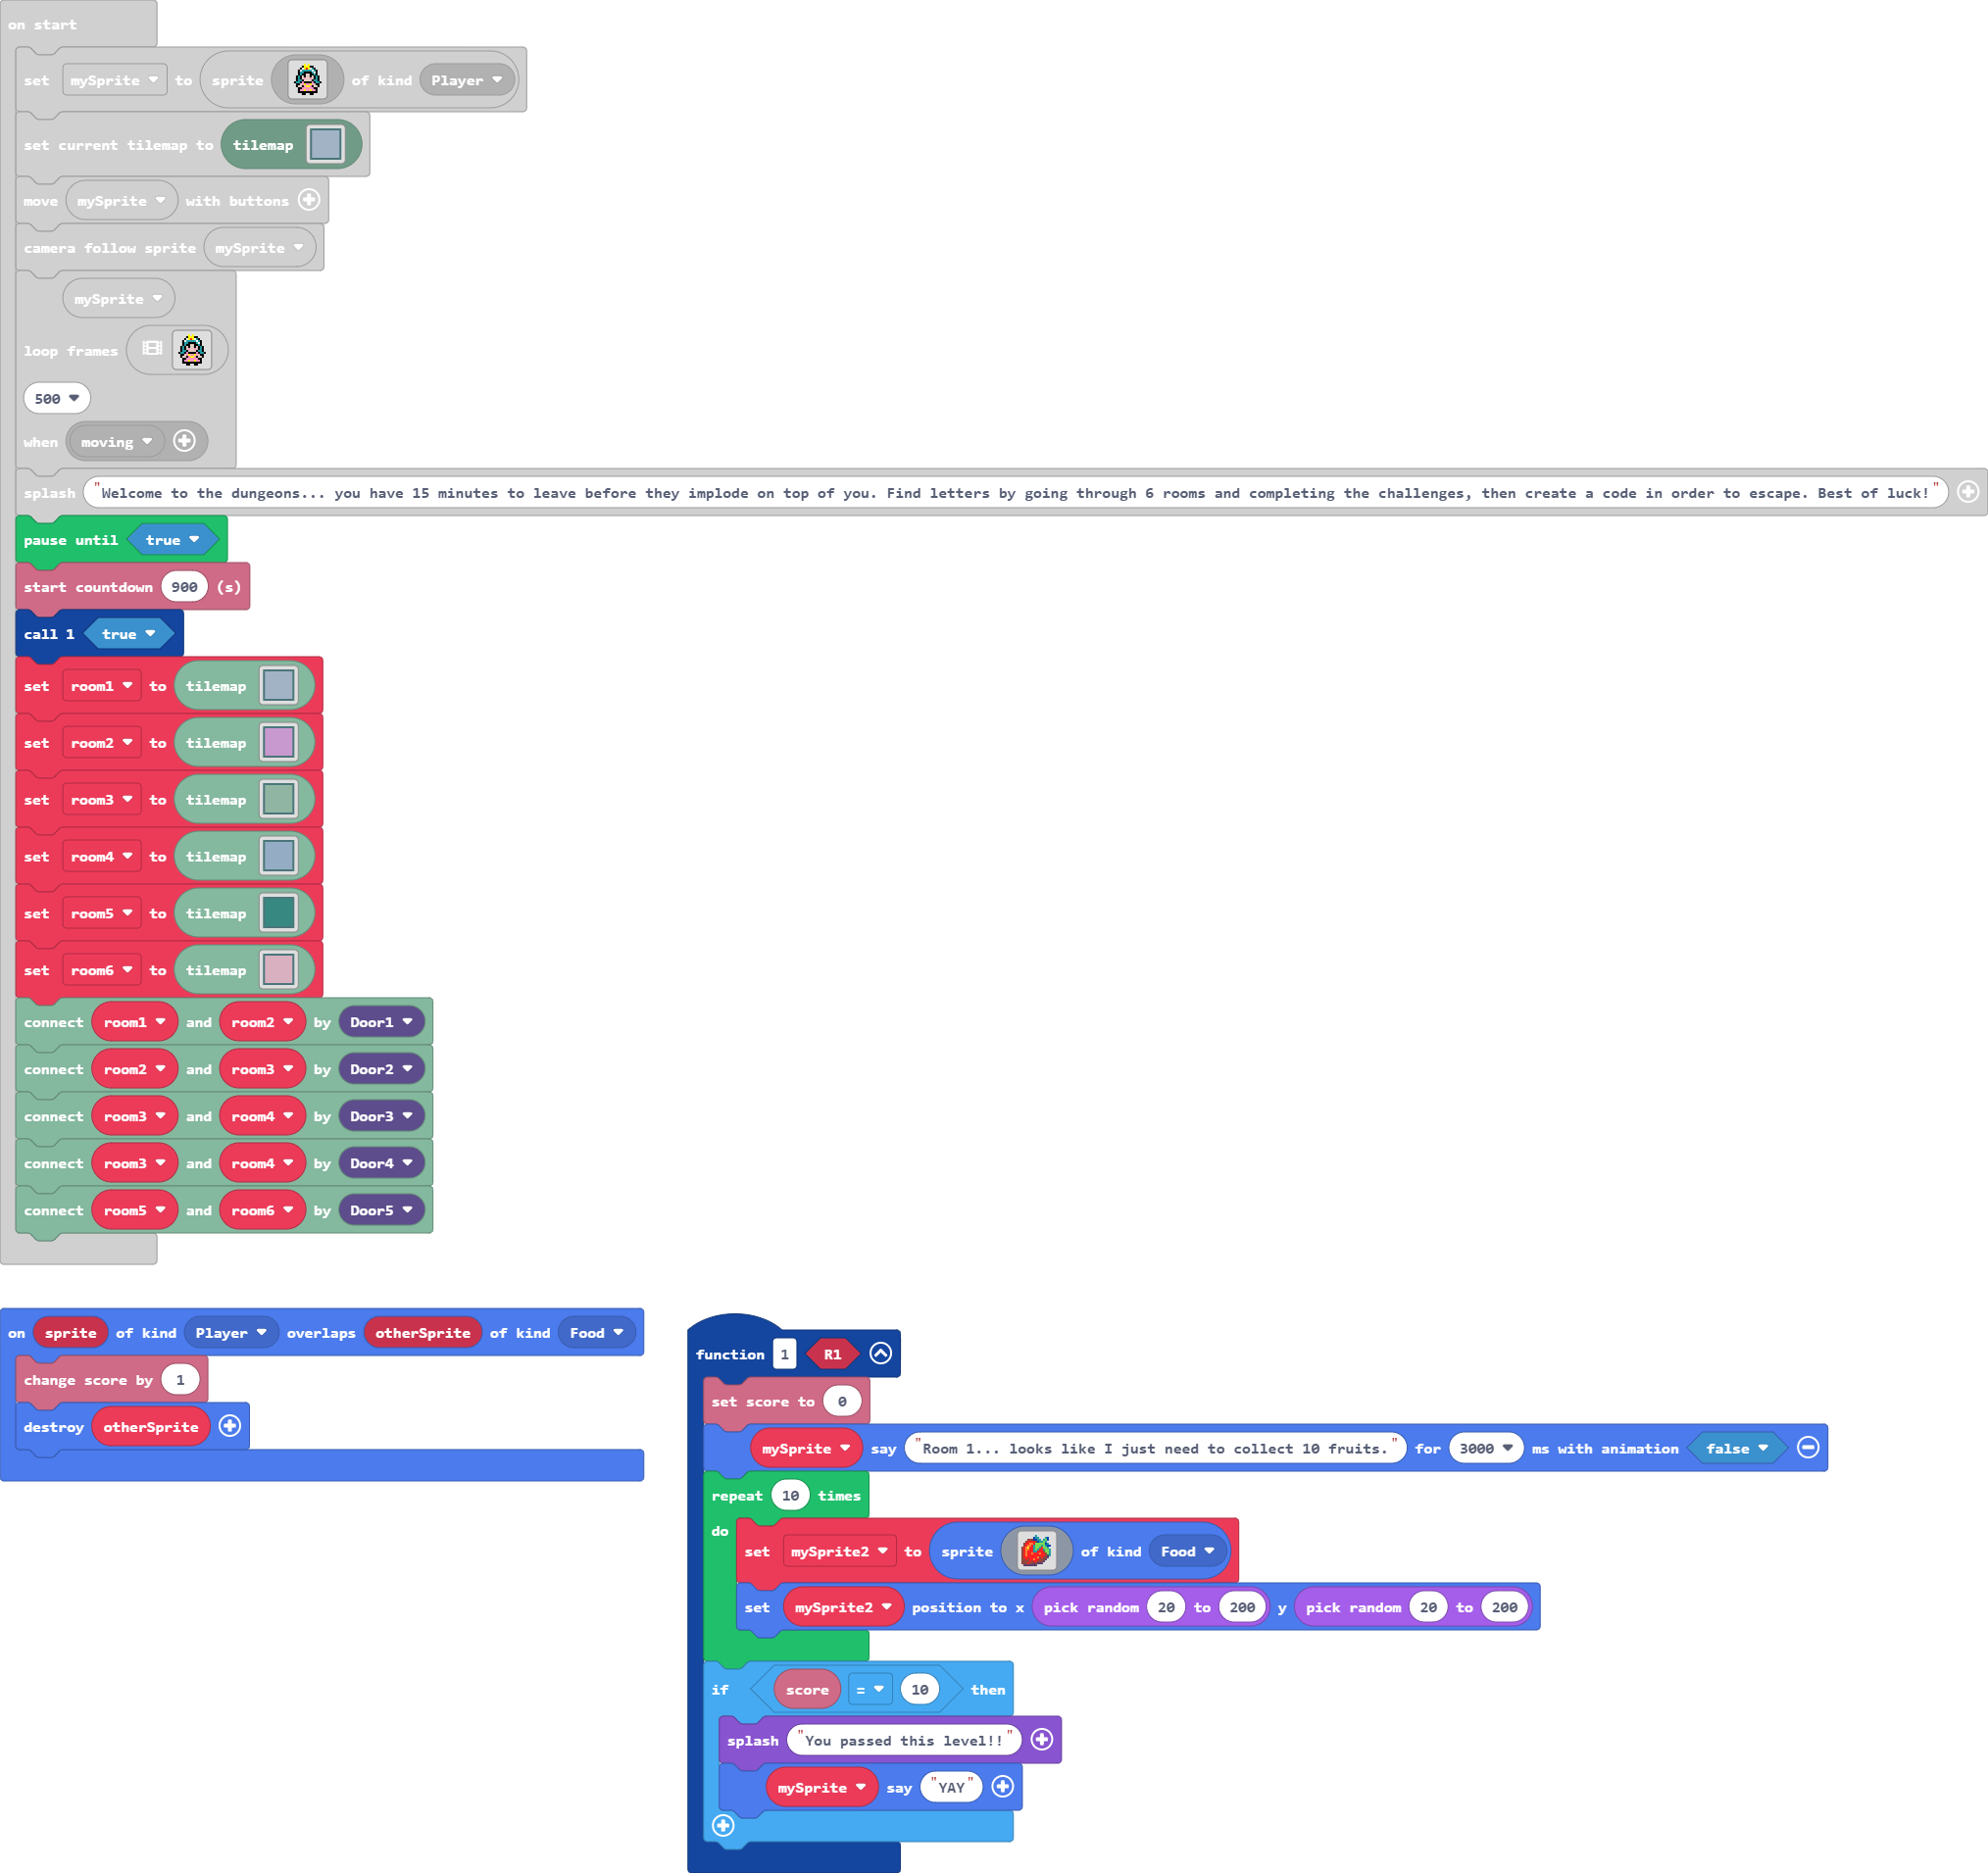 on start
set mySprite to sprite of kind Player
set current tilemap to tilemap
move mySprite with buttons
camera follow sprite mySprite
mySprite
loop frames
500
when moving
splash "Welcome to the dungeons... you have 15 minutes to leave before they implode on top of you. Find letters by going through 6 rooms and completing the challenges, then create a code in order to escape. Best of luck!"
pause until true
start countdown 900 (s)
call 1 true
set room1 to tilemap
set room2 to tilemap
set room3 to tilemap
set room4 to tilemap
set room5 to tilemap
set room6 to tilemap
connect room1 and room2 by Door1
connect room2 and room3 by Door2
connect room3 and room4 by Door3
connect room3 and room4 by Door4
connect room5 and room6 by Door5
on sprite of kind Player overlaps otherSprite of kind Food
change score by 1
destroy otherSprite
function 1 R1
set score to 0
mySprite say "Room 1... looks like I just need to collect 10 fruits." for 3000 ms with animation false
repeat 10 times
do
set mySprite2 to sprite of kind Food
set mySprite2 position to x pick random 20 to 200 y pick random 20 to 200
if score = 10 then
splash "You passed this level!!"
mySprite say "YAY"